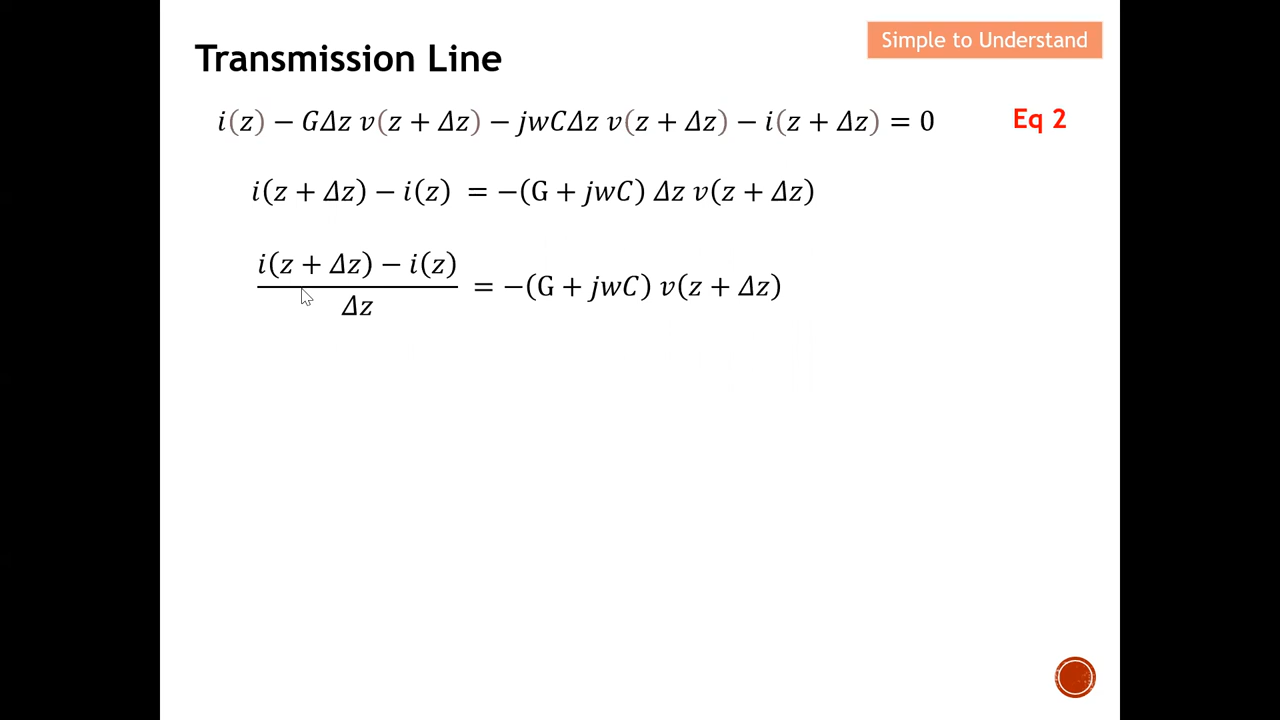 Simple to Understand
Transmission Line
i(z) − GΔz v(z + Δz) − jwCΔz v(z + Δz) − i(z + Δz) = 0 Eq 2
i(z + Δz) − i(z) = −(G + jwC) Δz v(z + Δz)
i(z + Δz) − i(z)
Δz
= −(G + jwC) v(z + Δz)